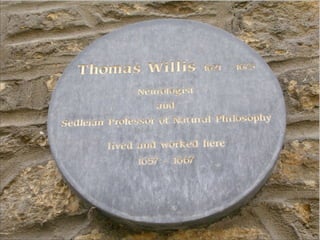 Thomas Willis 1621 - 1675
Neurologist
and
Sedleian Professor of Natural Philosophy
lived and worked here
1657 - 1667